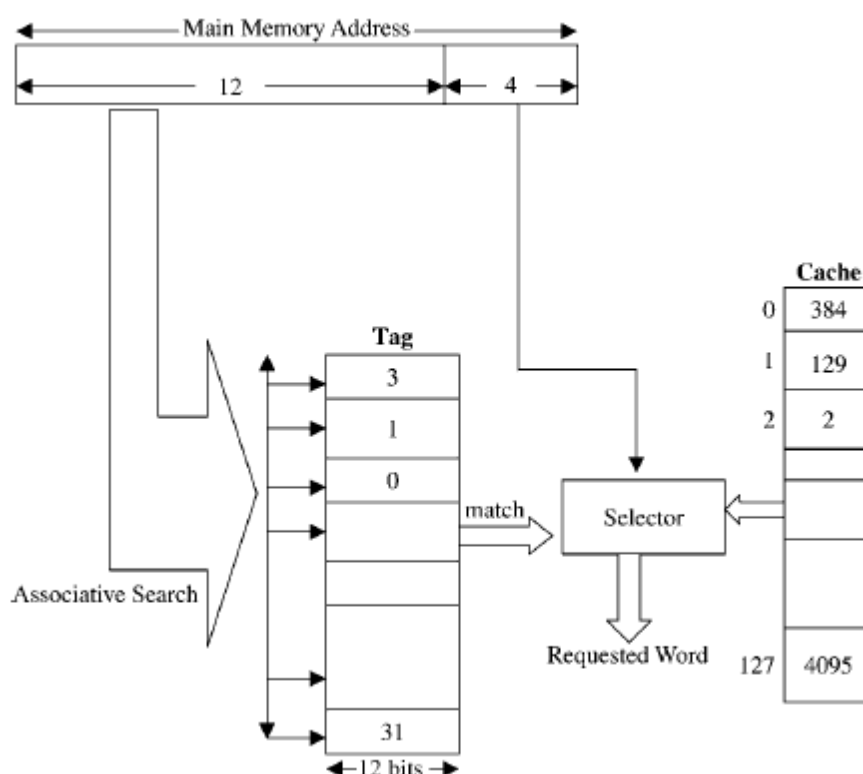 Main Memory Address
12
4
Cache
0
384
1
129
2
2
127
4095
Tag
3
1
0
31
12 bits
match
Selector
Requested Word
Associative Search